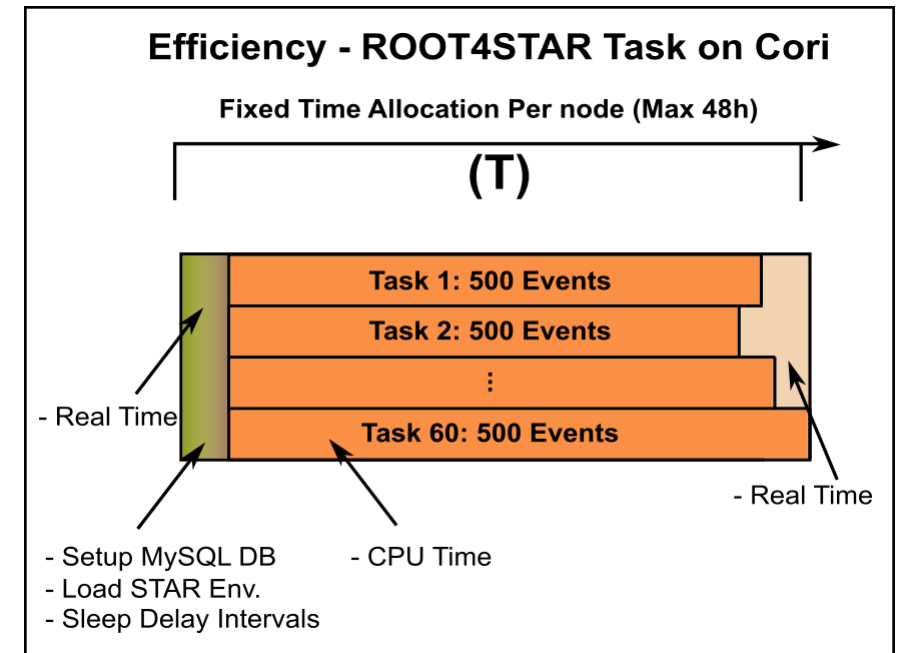 Efficiency - ROOT4STAR Task on Cori
Fixed Time Allocation Per node (Max 48h)
(T)
Task 1: 500 Events
Task 2: 500 Events
⋮
Task 60: 500 Events
- Real Time
- Real Time
- Setup MySQL DB
- Load STAR Env.
- Sleep Delay Intervals
- CPU Time